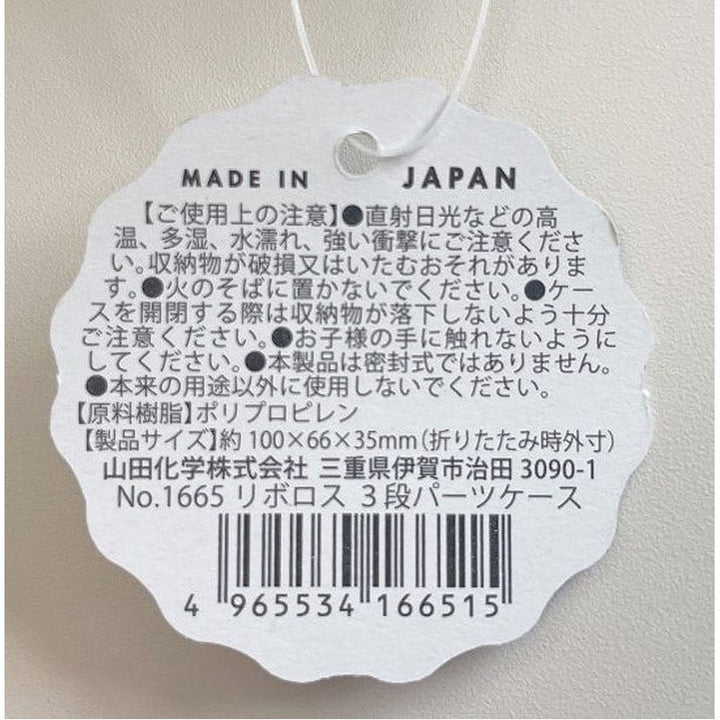 MADE IN JAPAN
【ご使用上の注意】●直射日光などの高
温、多湿、水濡れ、強い衝撃にご注意くださ
い。収納物が破損又はいたむおそれがありま
す。●火のそばに置かないでください。●ケー
スを開閉する際は収納物が落下しないよう十分
ご注意ください。●お子様の手に触れないように
してください。●本製品は密封式ではありません。
●本来の用途以外に使用しないでください。
【原料樹脂】ポリプロピレン
【製品サイズ】約100×66×35mm(折りたたみ時外寸)
山田化学株式会社 三重県伊賀市治田 3090-1
No.1665 リボロス 3段パーツケース
4 965534 166515